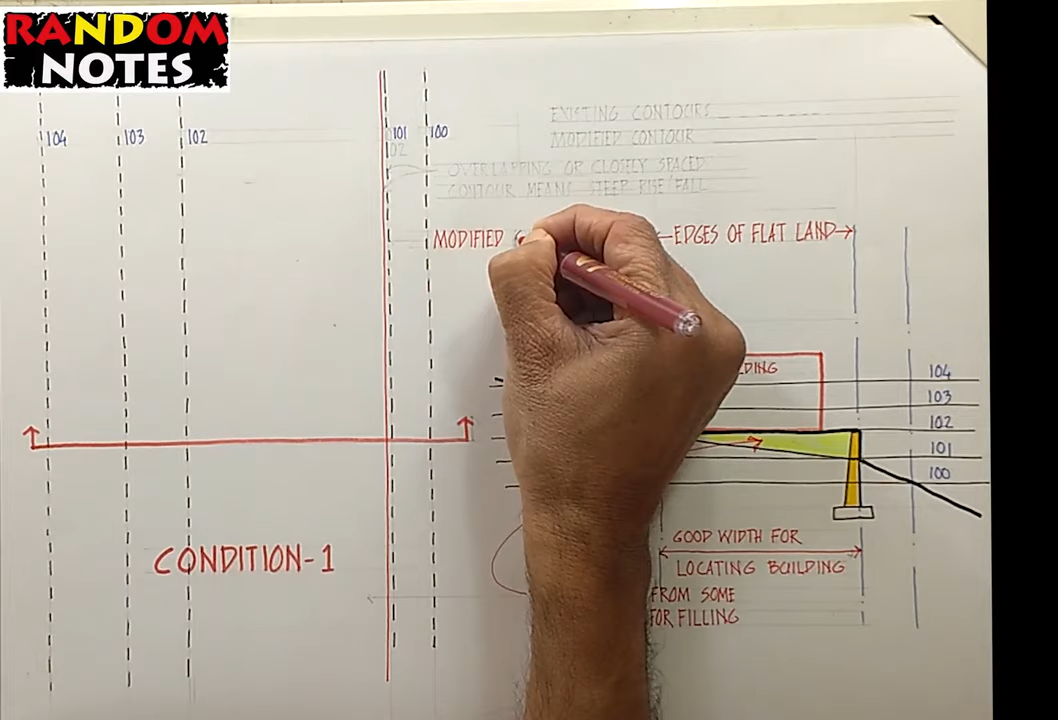 RANDOM
NOTES
104
103
102
101
100
02
EXISTING CONTOURS
MODIFIED CONTOUR
OVERLAPPING OR CLOSELY SPACED
CONTOUR MEANS STEEP RISE/FALL
MODIFIED
EDGES OF FLAT LAND
DING
104
103
102
101
100
CONDITION-1
GOOD WIDTH FOR
LOCATING BUILDING
FROM SOME
FOR FILLING